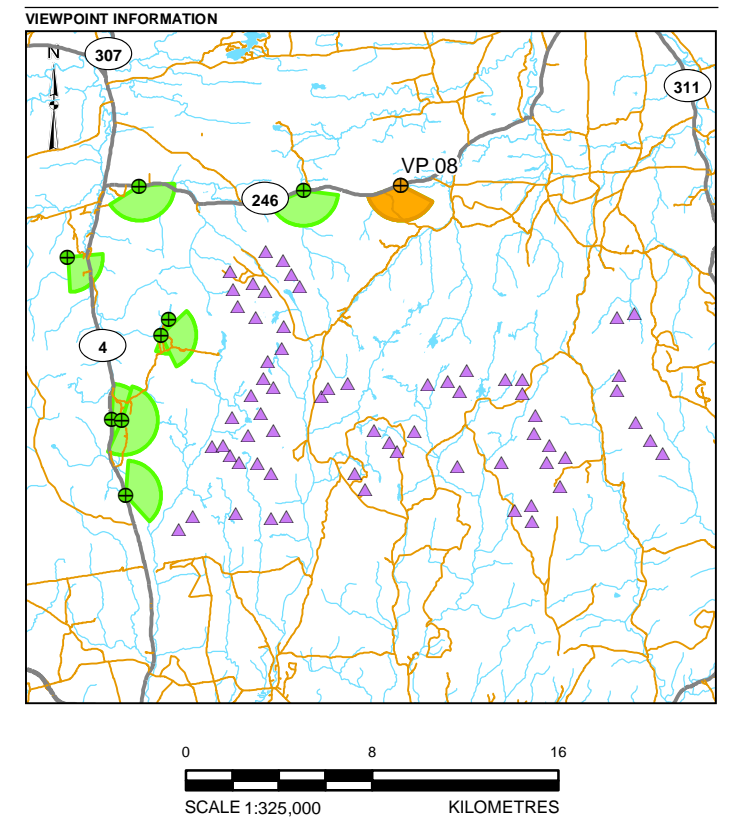 VIEWPOINT INFORMATION
N
307
311
VP 08
246
4
0 8 16
SCALE 1:325,000 KILOMETRES